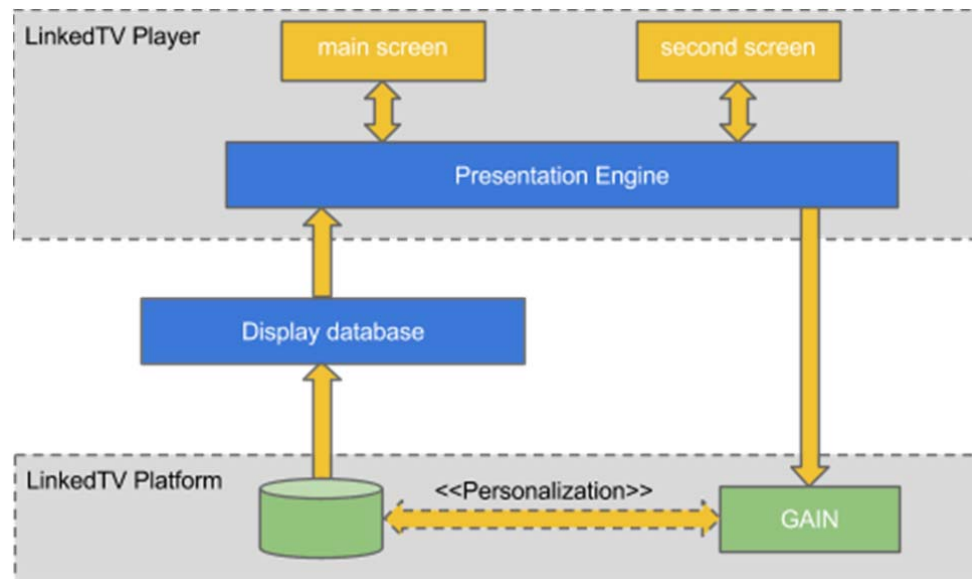 LinkedTV Player
main screen
second screen
Presentation Engine
Display database
LinkedTV Platform
<<Personalization>>
GAIN